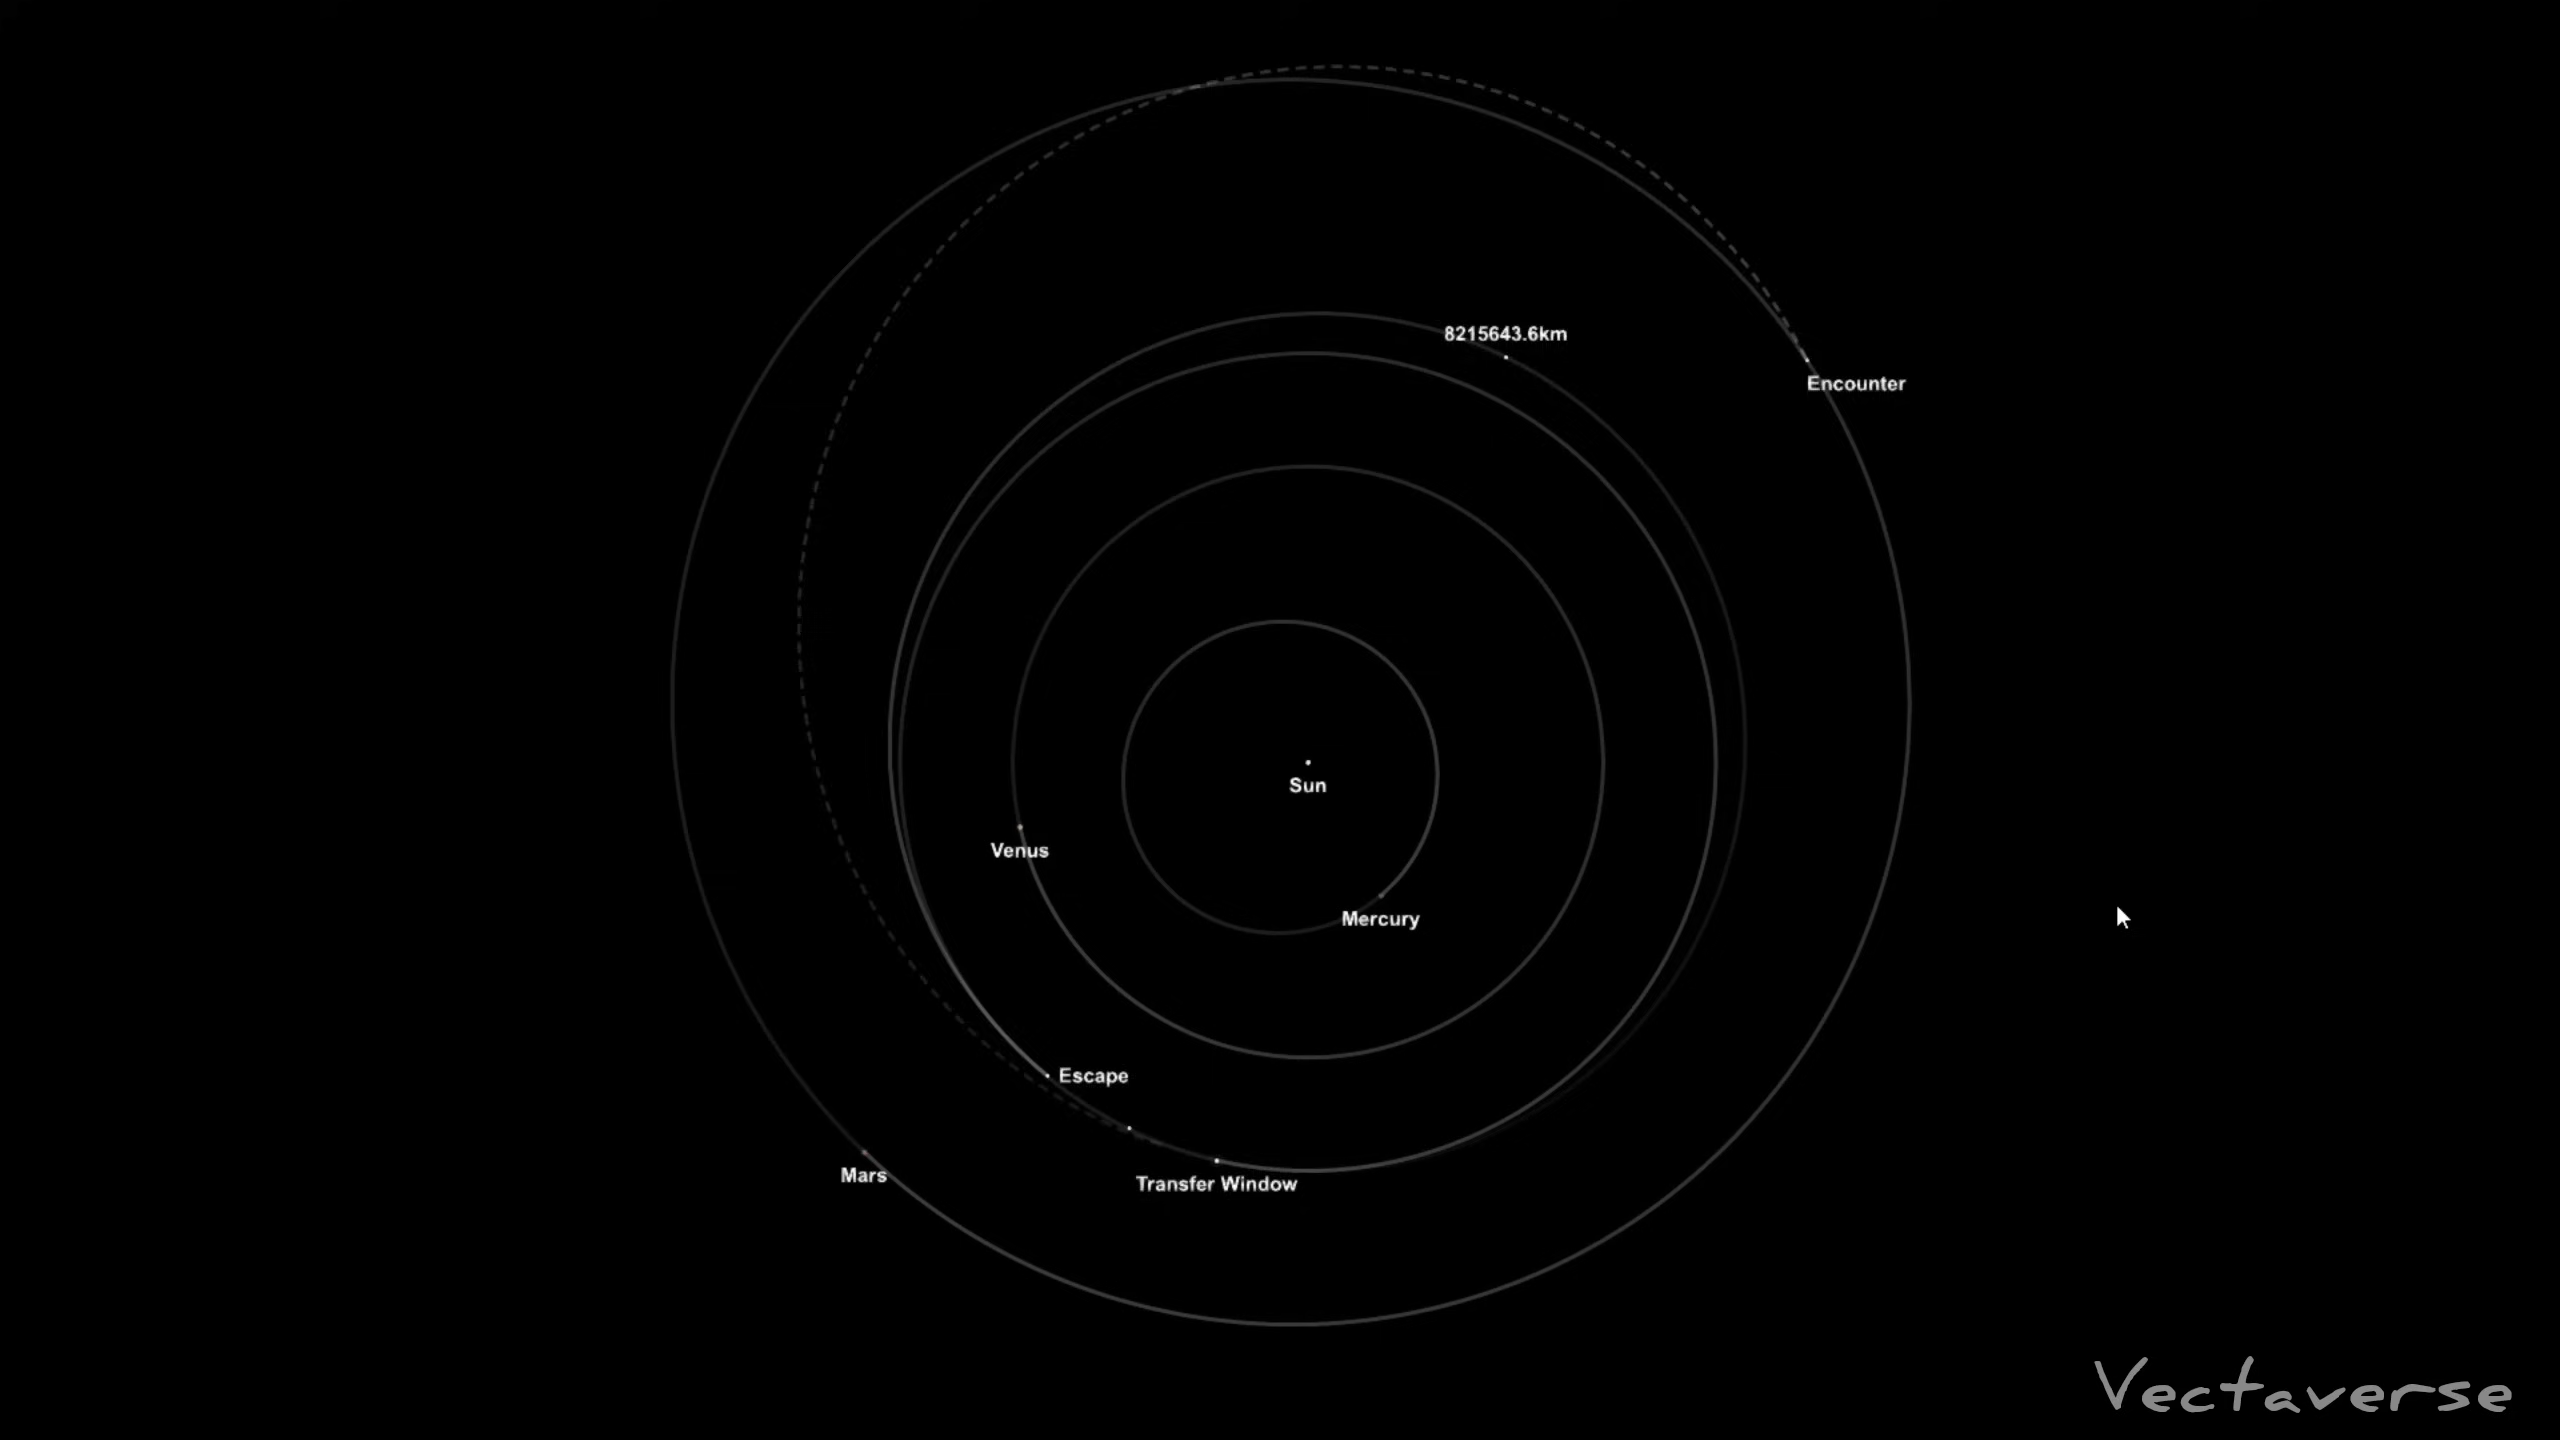 8215643.6km
Encounter
Sun
Venus
Mercury
Escape
Mars
Transfer Window
Vectaverse